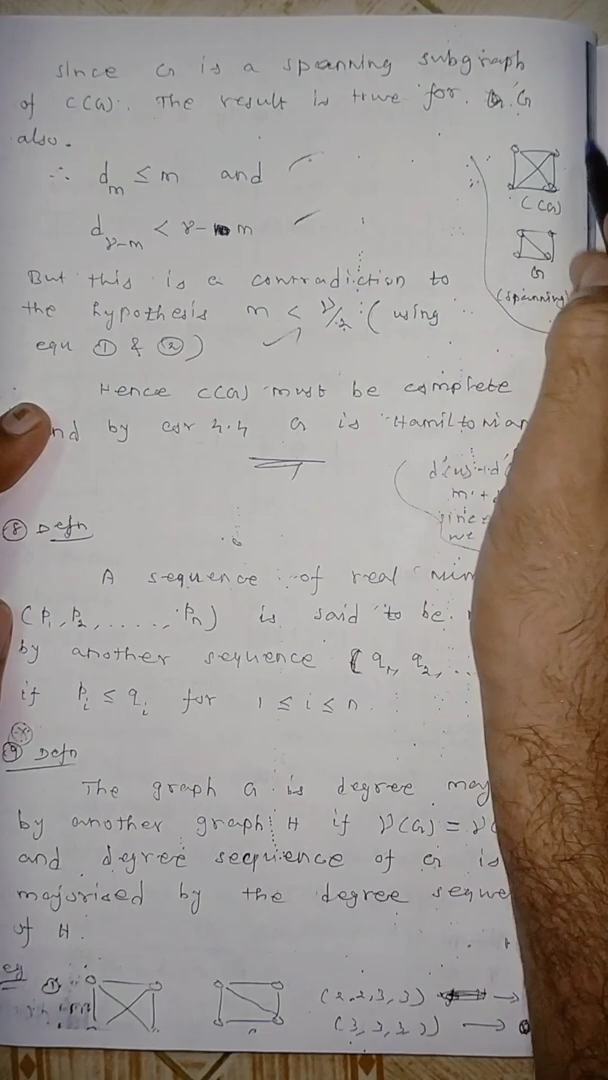 since G is a spanning subgraph
of C(G). The result is true for G
also.
∴ d_m ≤ m and
d_γ-m < γ-m
C(G)
G
(spanning)
But this is a contradiction to
the hypothesis m < ν/2 (using
equ ① & ②)
Hence C(G) must be complete
and by cor 4.4 G is Hamiltonian
⑧ Defn
A sequence of real
(P1, P2, ......, Pn) is said to be
by another sequence (q1, q2, ..
if Pi ≤ qi for 1 ≤ i ≤ n.
⑨ Defn
The graph G is degree maj
by another graph H if ν(G) = ν(
and degree sequence of G is
majorised by the degree seque
of H.
eg ① (2,2,3,3) →
(3,3,3,3) →